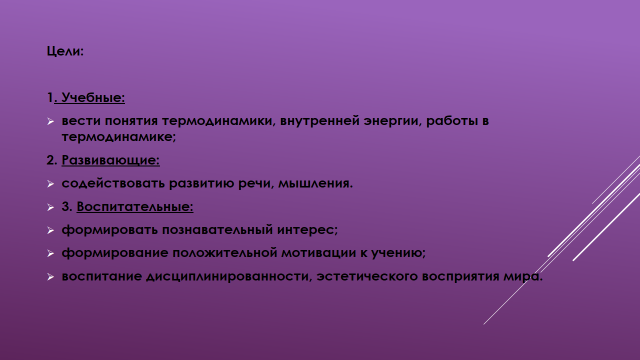 Цели:
1. Учебные:
вести понятия термодинамики, внутренней энергии, работы в
термодинамике;
2. Развивающие:
содействовать развитию речи, мышления.
3. Воспитательные:
формировать познавательный интерес;
формирование положительной мотивации к учению;
воспитание дисциплинированности, эстетического восприятия мира.